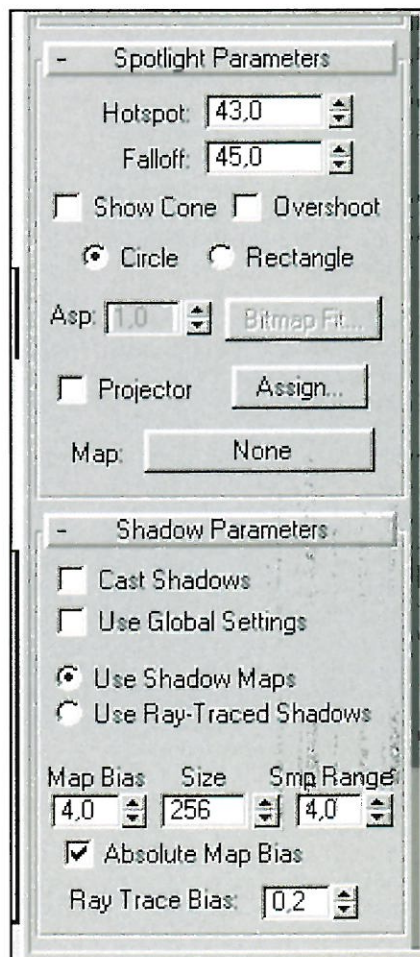 - Spotlight Parameters
Hotspot: 43,0
Falloff: 45,0
Show Cone Overshoot
Circle Rectangle
Asp: 1,0 Bitmap Fit...
Projector Assign...
Map: None
- Shadow Parameters
Cast Shadows
Use Global Settings
Use Shadow Maps
Use Ray-Traced Shadows
Map Bias Size Smp Range
4,0 256 4,0
Absolute Map Bias
Ray Trace Bias: 0,2